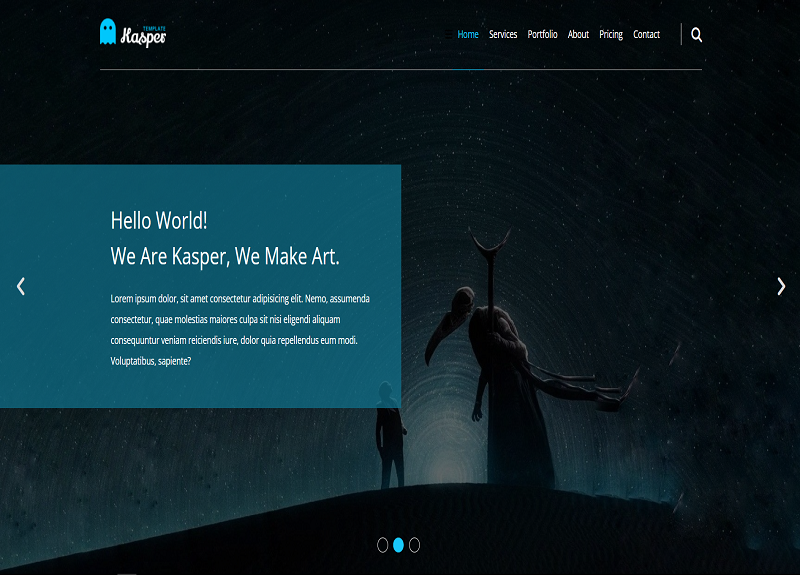 TEMPLATE
Kasper
Home Services Portfolio About Pricing Contact
Hello World!
We Are Kasper, We Make Art.
Lorem ipsum dolor, sit amet consectetur adipisicing elit. Nemo, assumenda
consectetur, quae molestias maiores culpa sit nisi eligendi aliquam
consequuntur veniam reiciendis iure, dolor quia repellendus eum modi.
Voluptatibus, sapiente?